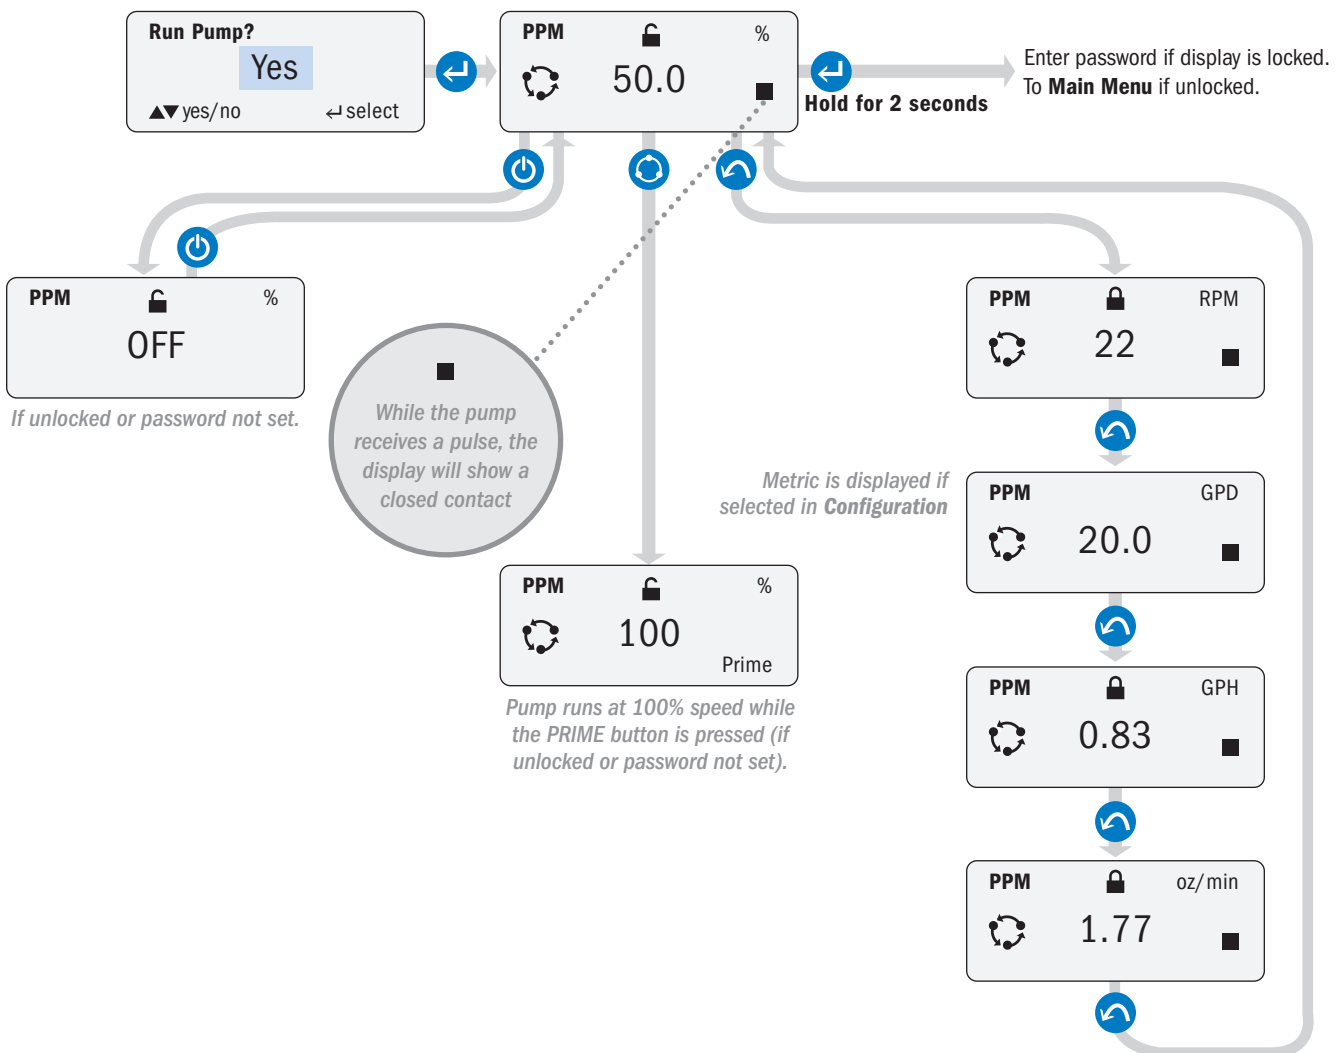 Run Pump?
Yes
▲▼ yes/no ↵ select
PPM %
50.0
Hold for 2 seconds
Enter password if display is locked.
To Main Menu if unlocked.
PPM %
OFF
If unlocked or password not set.
While the pump
receives a pulse, the
display will show a
closed contact
PPM %
100
Prime
Pump runs at 100% speed while
the PRIME button is pressed (if
unlocked or password not set).
PPM RPM
22
Metric is displayed if
selected in Configuration
PPM GPD
20.0
PPM GPH
0.83
PPM oz/min
1.77